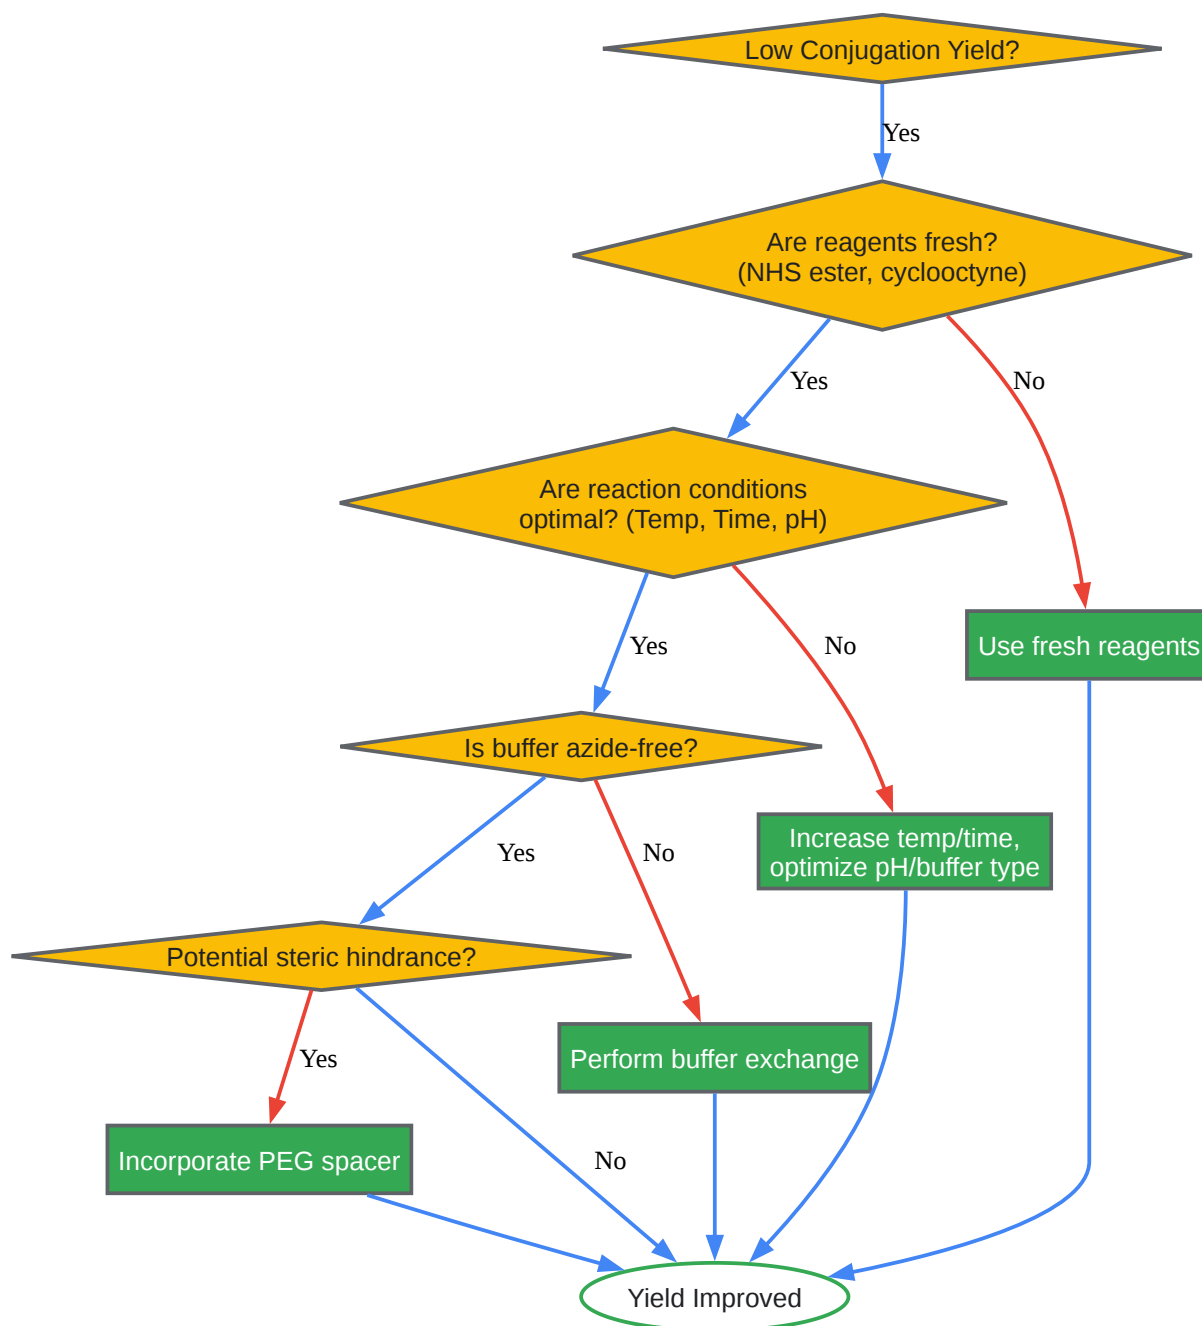 Low Conjugation Yield?
Yes
Are reagents fresh?
(NHS ester, cyclooctyne)
Yes
No
Are reaction conditions
optimal? (Temp, Time, pH)
Yes
No
Use fresh reagents
Is buffer azide-free?
Yes
No
Increase temp/time,
optimize pH/buffer type
Potential steric hindrance?
Yes
No
Perform buffer exchange
Incorporate PEG spacer
Yield Improved